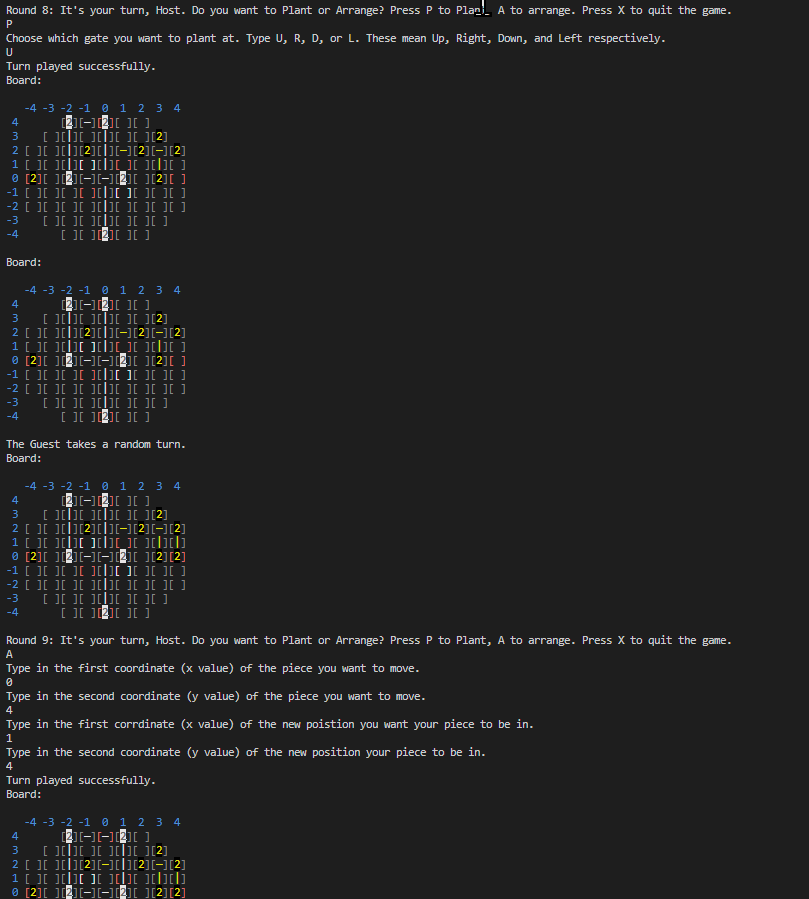 Round 8: It's your turn, Host. Do you want to Plant or Arrange? Press P to Plan, A to arrange. Press X to quit the game.
P
Choose which gate you want to plant at. Type U, R, D, or L. These mean Up, Right, Down, and Left respectively.
U
Turn played successfully.
Board:
-4 -3 -2 -1 0 1 2 3 4
4 [2][—][2][ ][ ]
3 [ ][|][ ][|][ ][ ][2]
2 [ ][ ][|][2][|][—][2][—][2]
1 [ ][ ][|][ ][|][ ][ ][|][ ]
0 [2][ ][2][—][—][2][ ][2][ ]
-1 [ ][ ][ ][ ][|][ ][ ][ ][ ]
-2 [ ][ ][ ][ ][|][ ][ ][ ][ ]
-3 [ ][ ][ ][|][ ][ ][ ]
-4 [ ][ ][2][ ][ ]
Board:
-4 -3 -2 -1 0 1 2 3 4
4 [2][—][2][ ][ ]
3 [ ][|][ ][|][ ][ ][2]
2 [ ][ ][|][2][|][—][2][—][2]
1 [ ][ ][|][ ][|][ ][ ][|][ ]
0 [2][ ][2][—][—][2][ ][2][ ]
-1 [ ][ ][ ][ ][|][ ][ ][ ][ ]
-2 [ ][ ][ ][ ][|][ ][ ][ ][ ]
-3 [ ][ ][ ][|][ ][ ][ ]
-4 [ ][ ][2][ ][ ]
The Guest takes a random turn.
Board:
-4 -3 -2 -1 0 1 2 3 4
4 [2][—][2][ ][ ]
3 [ ][|][ ][|][ ][ ][2]
2 [ ][ ][|][2][|][—][2][—][2]
1 [ ][ ][|][ ][|][ ][ ][|][|]
0 [2][ ][2][—][—][2][ ][2][2]
-1 [ ][ ][ ][ ][|][ ][ ][ ][ ]
-2 [ ][ ][ ][ ][|][ ][ ][ ][ ]
-3 [ ][ ][ ][|][ ][ ][ ]
-4 [ ][ ][2][ ][ ]
Round 9: It's your turn, Host. Do you want to Plant or Arrange? Press P to Plant, A to arrange. Press X to quit the game.
A
Type in the first coordinate (x value) of the piece you want to move.
0
Type in the second coordinate (y value) of the piece you want to move.
4
Type in the first corrdinate (x value) of the new poistion you want your piece to be in.
1
Type in the second coordinate (y value) of the new position your piece to be in.
4
Turn played successfully.
Board:
-4 -3 -2 -1 0 1 2 3 4
4 [2][—][—][2][ ]
3 [ ][|][ ][ ][|][ ][2]
2 [ ][ ][|][2][—][|][2][—][2]
1 [ ][ ][|][ ][ ][|][ ][|][|]
0 [2][ ][2][—][—][2][ ][2][2]